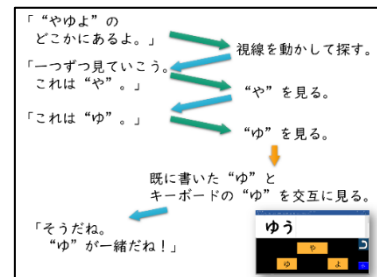 「“やゆよ”の
どこかにあるよ。」
視線を動かして探す。
「一つずつ見ていこう。
これは“や”。」
“や”を見る。
「これは“ゆ”。」
“ゆ”を見る。
既に書いた“ゆ”と
キーボードの“ゆ”を交互に見る。
「そうだね。
“ゆ”が一緒だね！」
ゆう
や
ゆ
よ